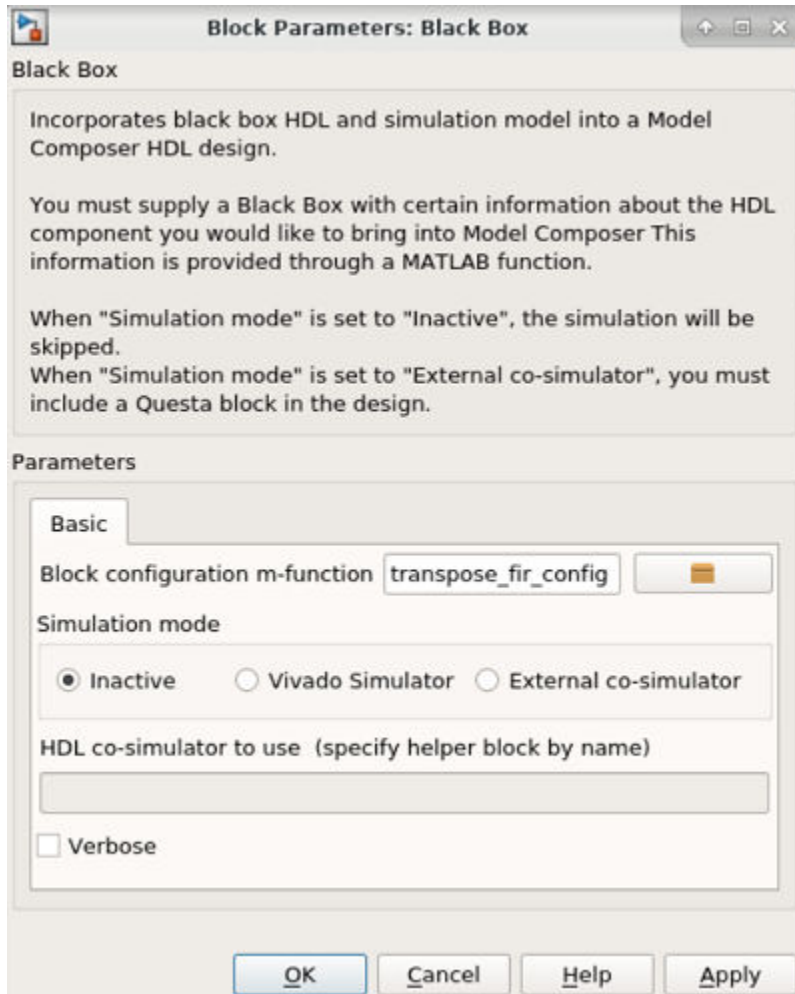 Block Parameters: Black Box
Black Box
Incorporates black box HDL and simulation model into a Model
Composer HDL design.
You must supply a Black Box with certain information about the HDL
component you would like to bring into Model Composer This
information is provided through a MATLAB function.
When "Simulation mode" is set to "Inactive", the simulation will be
skipped.
When "Simulation mode" is set to "External co-simulator", you must
include a Questa block in the design.
Parameters
Basic
Block configuration m-function transpose_fir_config
Simulation mode
Inactive Vivado Simulator External co-simulator
HDL co-simulator to use (specify helper block by name)
Verbose
OK Cancel Help Apply